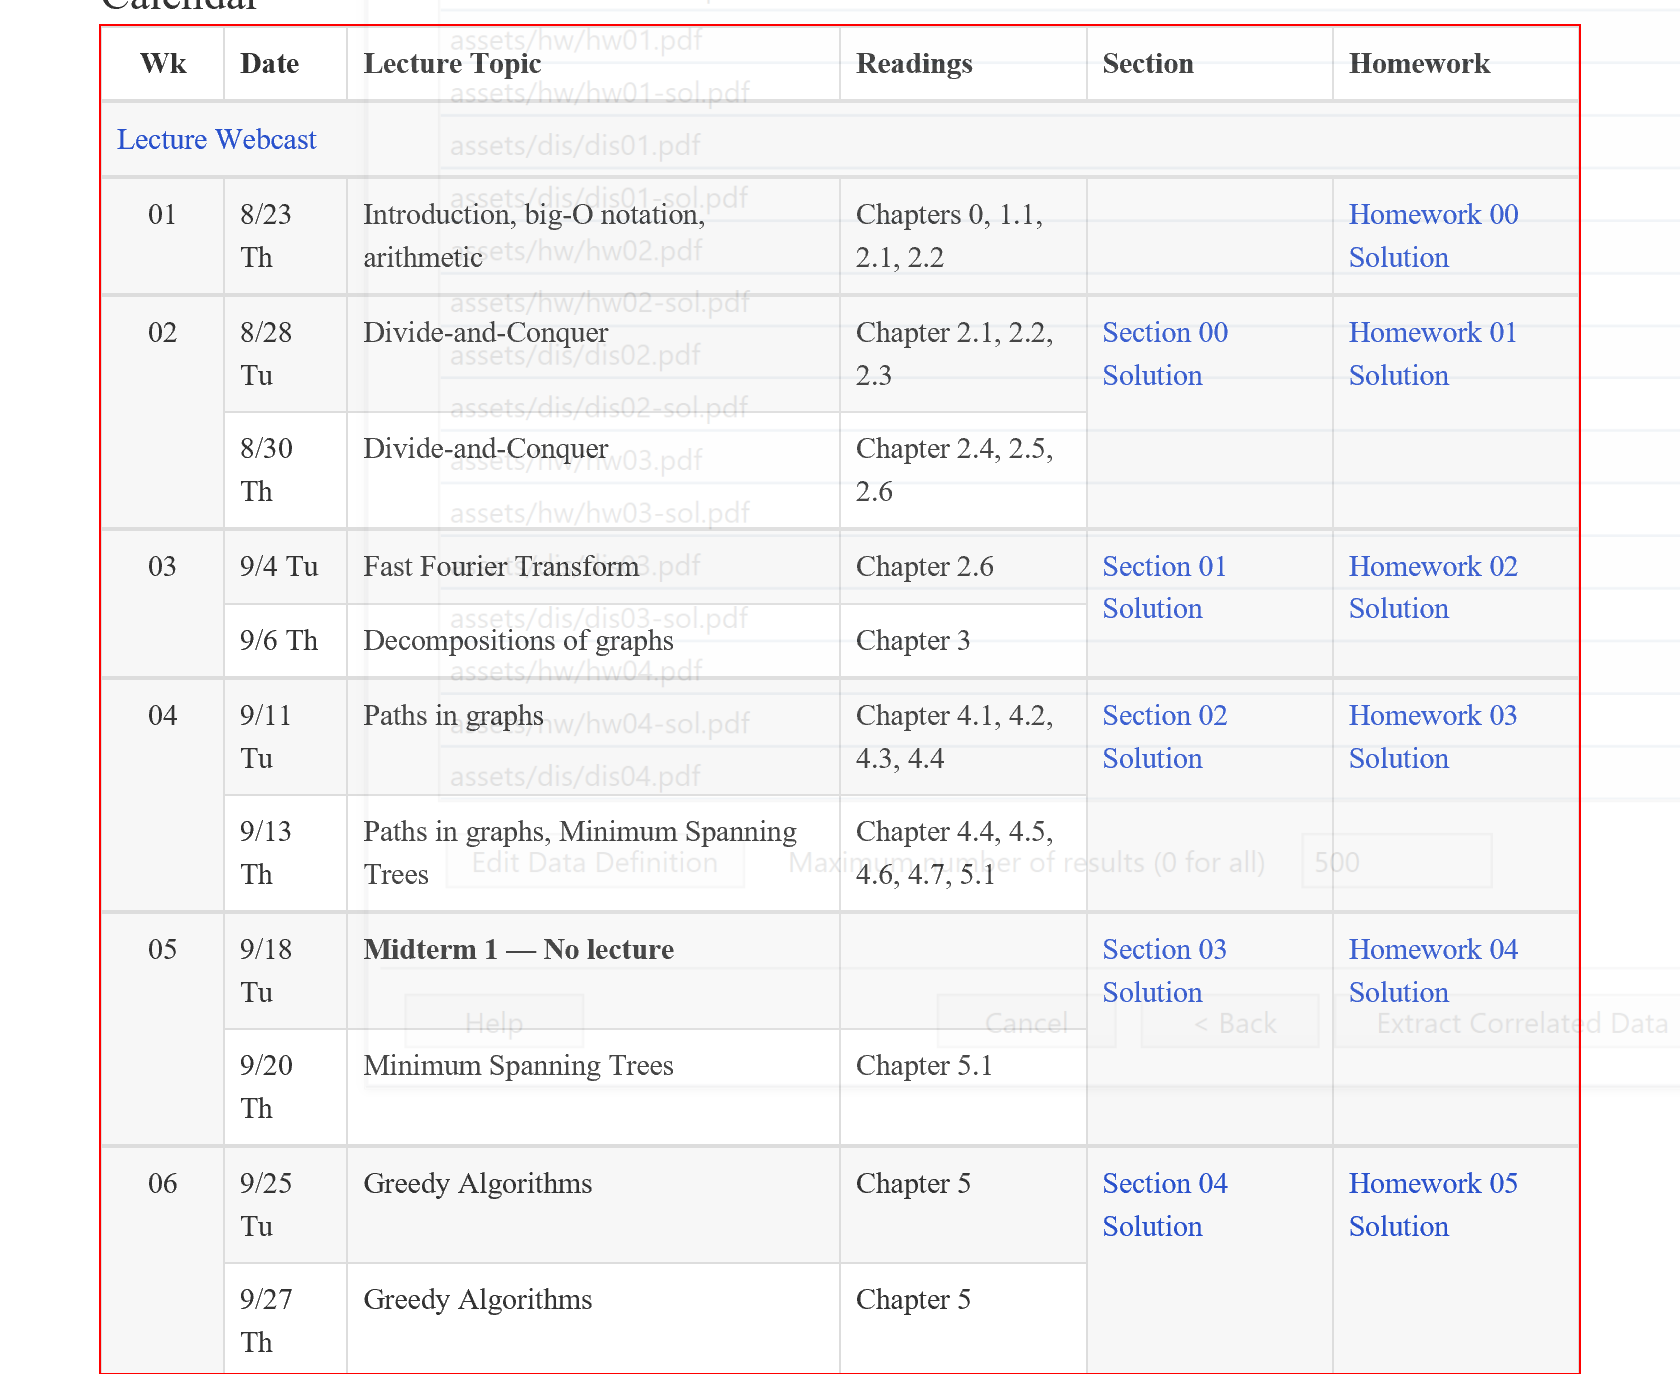 Calendar
Wk Date Lecture Topic Readings Section Homework
Lecture Webcast
01 8/23 Introduction, big-O notation, Chapters 0, 1.1, Homework 00
Th arithmetic 2.1, 2.2 Solution
02 8/28 Divide-and-Conquer Chapter 2.1, 2.2, Section 00 Homework 01
Tu 2.3 Solution Solution
8/30 Divide-and-Conquer Chapter 2.4, 2.5,
Th 2.6
03 9/4 Tu Fast Fourier Transform Chapter 2.6 Section 01 Homework 02
Solution Solution
9/6 Th Decompositions of graphs Chapter 3
04 9/11 Paths in graphs Chapter 4.1, 4.2, Section 02 Homework 03
Tu 4.3, 4.4 Solution Solution
9/13 Paths in graphs, Minimum Spanning Chapter 4.4, 4.5,
Th Trees 4.6, 4.7, 5.1
05 9/18 Midterm 1 — No lecture Section 03 Homework 04
Tu Solution Solution
9/20 Minimum Spanning Trees Chapter 5.1
Th
06 9/25 Greedy Algorithms Chapter 5 Section 04 Homework 05
Tu Solution Solution
9/27 Greedy Algorithms Chapter 5
Th
assets/hw/hw01.pdf
assets/hw/hw01-sol.pdf
assets/dis/dis01.pdf
assets/dis/dis01-sol.pdf
assets/hw/hw02.pdf
assets/hw/hw02-sol.pdf
assets/dis/dis02.pdf
assets/dis/dis02-sol.pdf
assets/hw/hw03.pdf
assets/hw/hw03-sol.pdf
assets/dis/dis03.pdf
assets/dis/dis03-sol.pdf
assets/hw/hw04.pdf
assets/hw/hw04-sol.pdf
assets/dis/dis04.pdf
Edit Data Definition Maximum number of results (0 for all) 500
Help Cancel < Back Extract Correlated Data